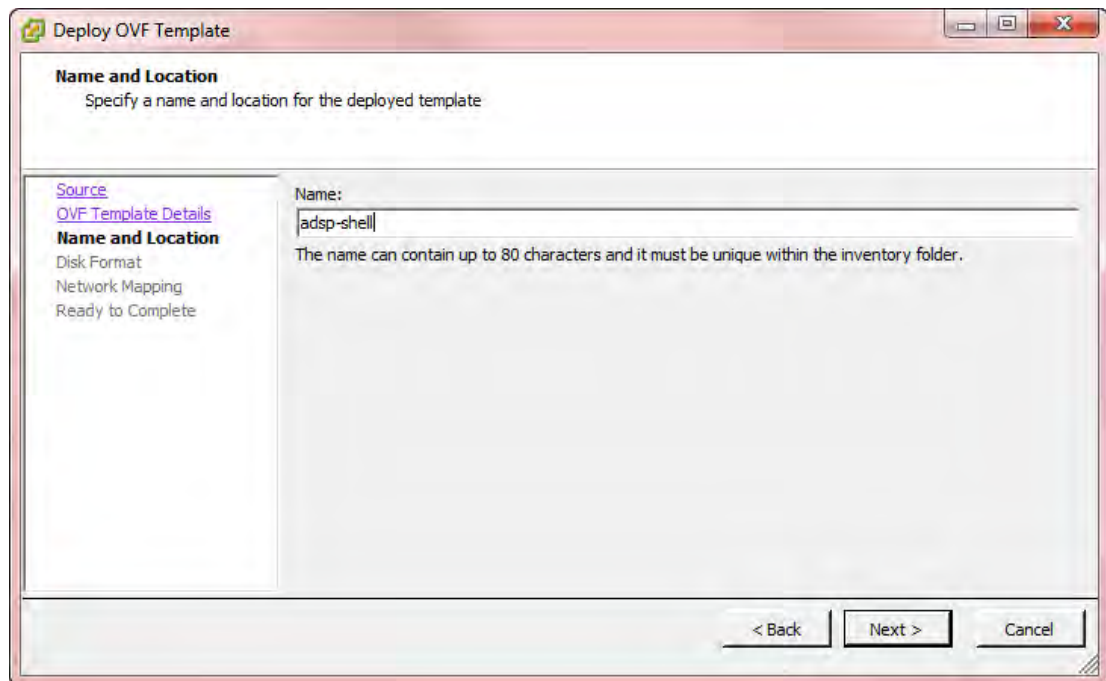 Deploy OVF Template
Name and Location
Specify a name and location for the deployed template
Source
OVF Template Details
Name and Location
Disk Format
Network Mapping
Ready to Complete
Name:
adsp-shell
The name can contain up to 80 characters and it must be unique within the inventory folder.
< Back
Next >
Cancel